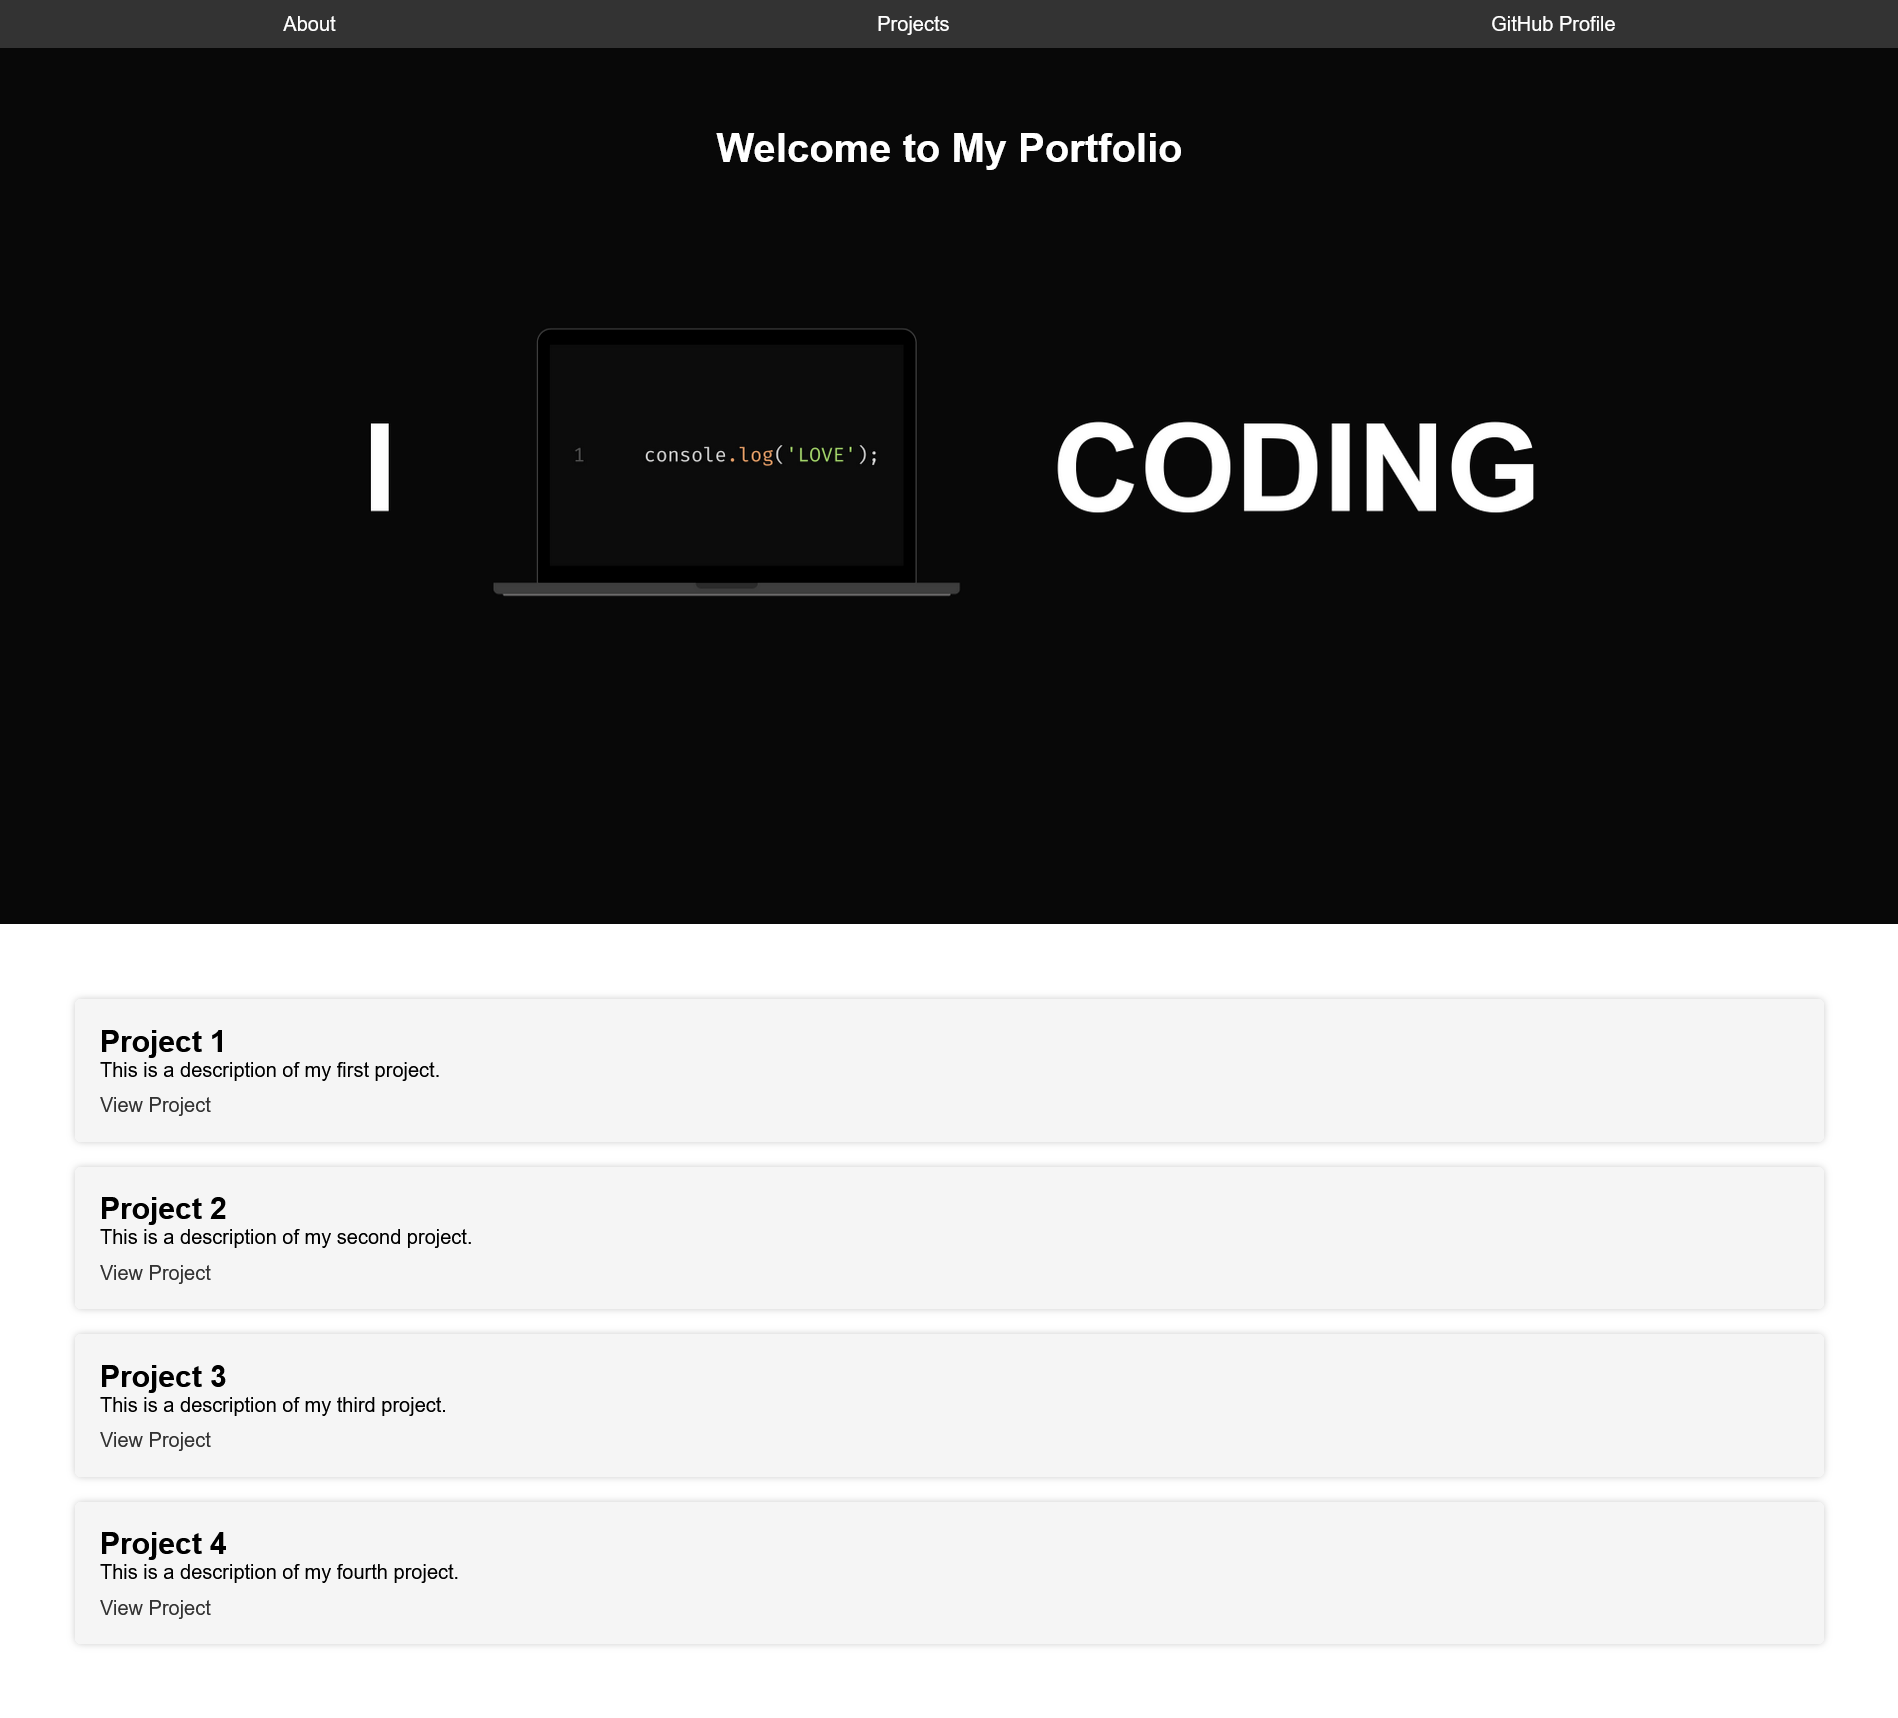 About Projects GitHub Profile
Welcome to My Portfolio
I
1 console.log('LOVE');
1
CODING
Project 1
This is a description of my first project.
View Project
Project 2
This is a description of my second project.
View Project
Project 3
This is a description of my third project.
View Project
Project 4
This is a description of my fourth project.
View Project